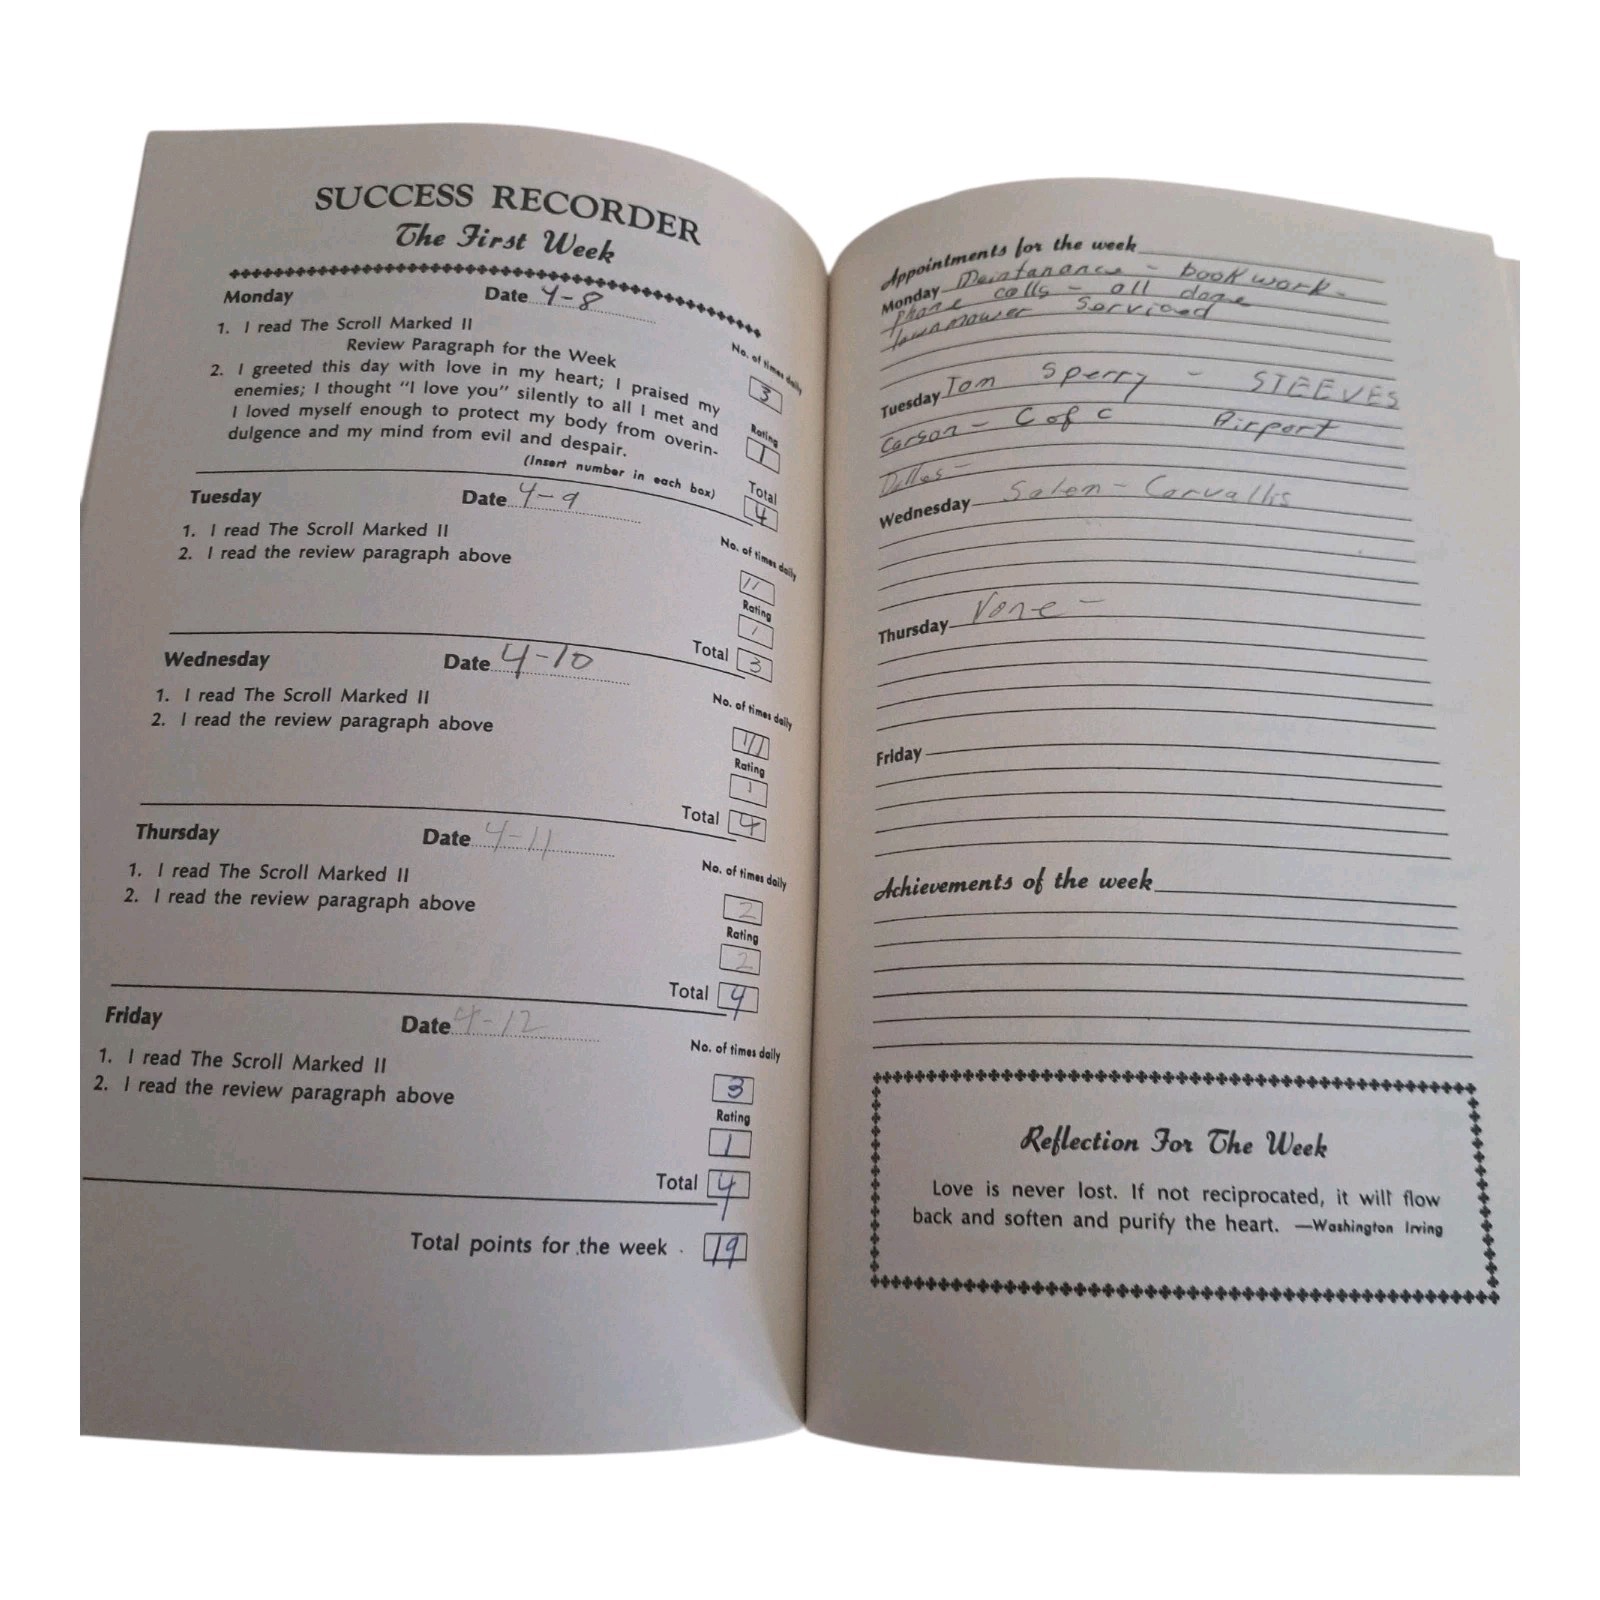 SUCCESS RECORDER
The First Week
Monday Date 4-8
1. I read The Scroll Marked II
Review Paragraph for the Week
No. of times daily
3
2. I greeted this day with love in my heart; I praised my
enemies; I thought "I love you" silently to all I met and
I loved myself enough to protect my body from overin-
dulgence and my mind from evil and despair.
Rating
1
(Insert number in each box)
Total
4
Tuesday Date 4-9
1. I read The Scroll Marked II
2. I read the review paragraph above
No. of times daily
11
Rating
1
Total 3
Wednesday Date 4-10
1. I read The Scroll Marked II
2. I read the review paragraph above
No. of times daily
111
Rating
1
Total 4
Thursday Date 4-11
1. I read The Scroll Marked II
2. I read the review paragraph above
No. of times daily
2
Rating
2
Total 4
Friday Date 4-12
1. I read The Scroll Marked II
2. I read the review paragraph above
No. of times daily
3
Rating
1
Total 4
Total points for the week 19
Appointments for the week
Monday Maintanance - book work -
Phone calls - all done
lawnmower Serviced
Tuesday Tom Sperry - STEEVES
Carson - C of C Airport
Dalles -
Wednesday Salem - Corvallis
Thursday
Friday
Achievements of the week
Reflection For The Week
Love is never lost. If not reciprocated, it will flow
back and soften and purify the heart. —Washington Irving